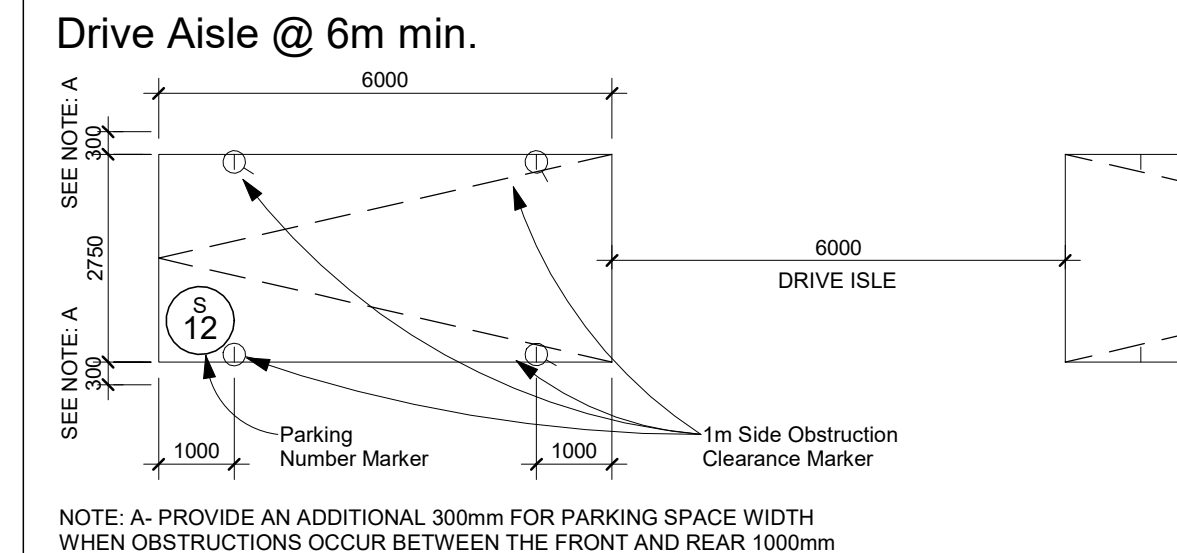 Drive Aisle @ 6m min.
6000
SEE NOTE: A
300
2750
SEE NOTE: A
300
S
12
6000
DRIVE ISLE
1000
Parking
Number Marker
1000
1m Side Obstruction
Clearance Marker
NOTE: A- PROVIDE AN ADDITIONAL 300mm FOR PARKING SPACE WIDTH
WHEN OBSTRUCTIONS OCCUR BETWEEN THE FRONT AND REAR 1000mm